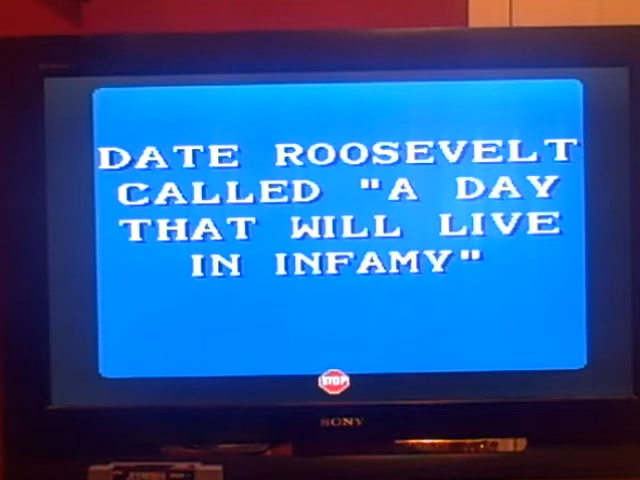 DATE ROOSEVELT
CALLED "A DAY
THAT WILL LIVE
IN INFAMY"
STOP
SONY